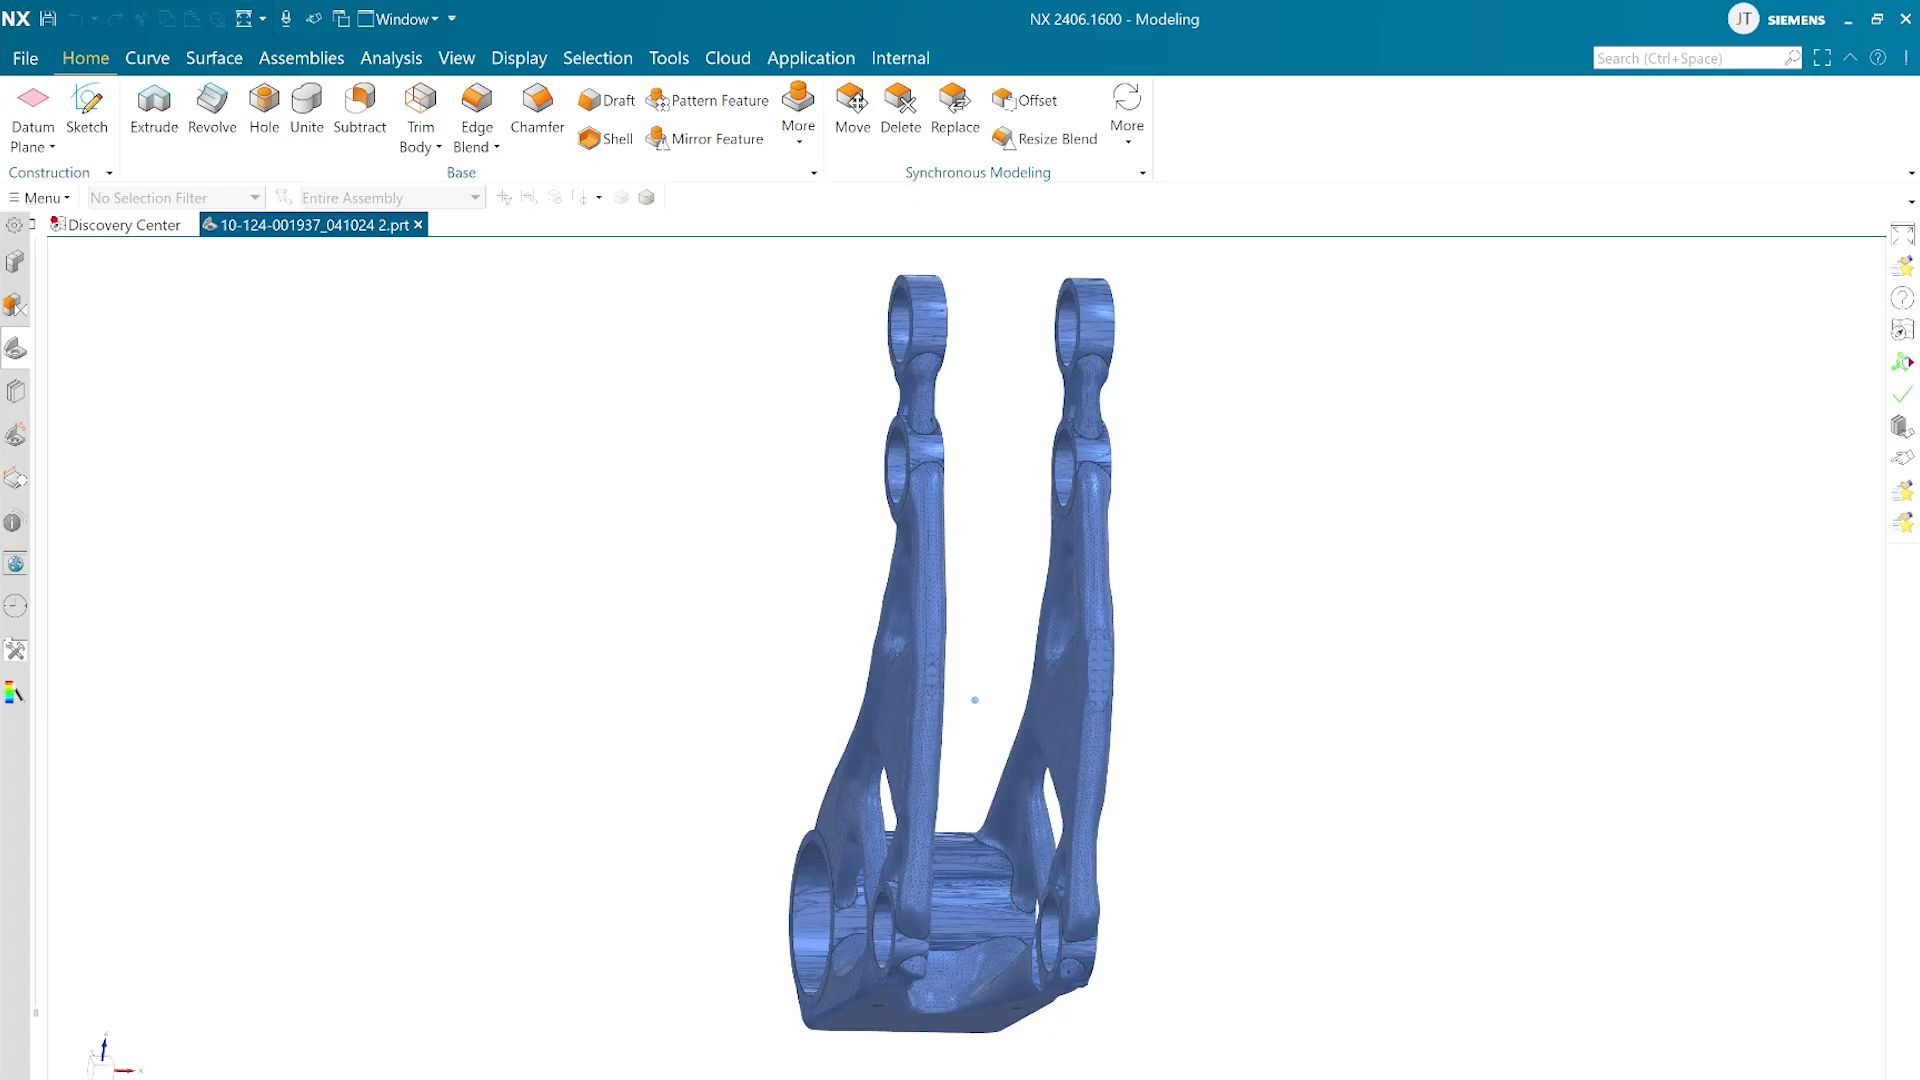 NX Window NX 2406.1600 - Modeling JT SIEMENS
File Home Curve Surface Assemblies Analysis View Display Selection Tools Cloud Application Internal Search (Ctrl+Space)
Datum Plane Sketch Extrude Revolve Hole Unite Subtract Trim Body Edge Blend Chamfer Draft Shell Pattern Feature Mirror Feature More Move Delete Replace Offset Resize Blend More
Construction Base Synchronous Modeling
Menu No Selection Filter Entire Assembly
Discovery Center 10-124-001937_041024 2.prt